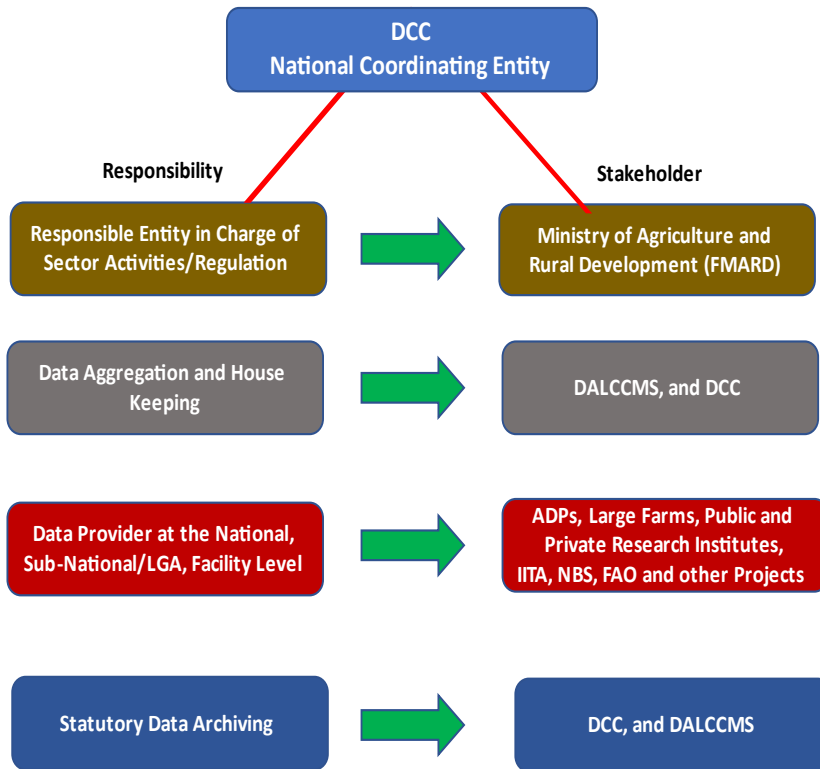 DCC
National Coordinating Entity
Responsibility
Stakeholder
Responsible Entity in Charge of
Sector Activities/Regulation
Ministry of Agriculture and
Rural Development (FMARD)
Data Aggregation and House
Keeping
DALCCMS, and DCC
Data Provider at the National,
Sub-National/LGA, Facility Level
ADPs, Large Farms, Public and
Private Research Institutes,
IITA, NBS, FAO and other Projects
Statutory Data Archiving
DCC, and DALCCMS